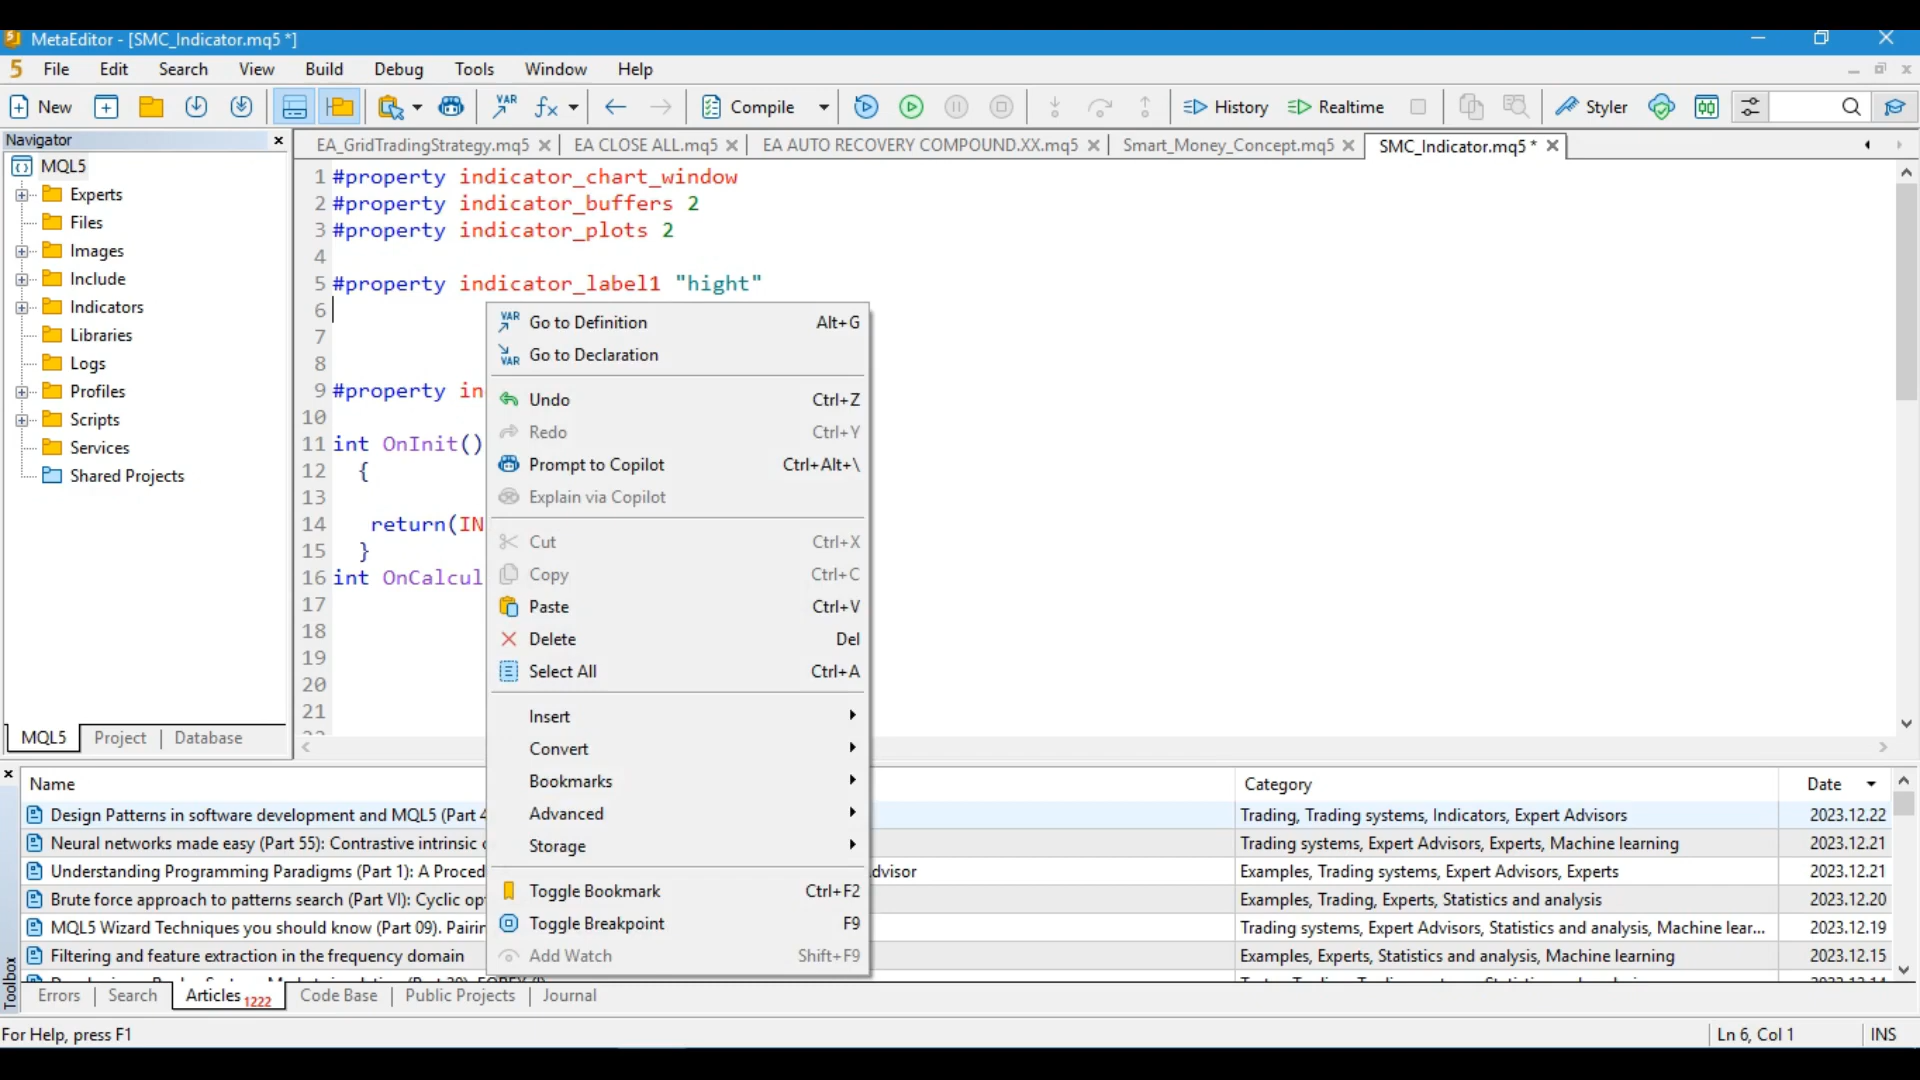 MetaEditor - [SMC_Indicator.mq5 *]
5 File Edit Search View Build Debug Tools Window Help
New VAR fx Compile History Realtime Styler
Navigator
EA_GridTradingStrategy.mq5 EA CLOSE ALL.mq5 EA AUTO RECOVERY COMPOUND.XX.mq5 Smart_Money_Concept.mq5 SMC_Indicator.mq5 *
MQL5
Experts
Files
Images
Include
Indicators
Libraries
Logs
Profiles
Scripts
Services
Shared Projects
MQL5 Project Database
1 #property indicator_chart_window
2 #property indicator_buffers 2
3 #property indicator_plots 2
4
5 #property indicator_label1 "hight"
6
7
8
9 #property in
10
11 int OnInit()
12 {
13
14 return(IN
15 }
16 int OnCalcul
17
18
19
20
21
VAR Go to Definition Alt+G
VAR Go to Declaration
Undo Ctrl+Z
Redo Ctrl+Y
Prompt to Copilot Ctrl+Alt+\
Explain via Copilot
Cut Ctrl+X
Copy Ctrl+C
Paste Ctrl+V
Delete Del
Select All Ctrl+A
Insert
Convert
Bookmarks
Advanced
Storage
Toggle Bookmark Ctrl+F2
Toggle Breakpoint F9
Add Watch Shift+F9
Name Category Date
Design Patterns in software development and MQL5 (Part 4 Trading, Trading systems, Indicators, Expert Advisors 2023.12.22
Neural networks made easy (Part 55): Contrastive intrinsic c Trading systems, Expert Advisors, Experts, Machine learning 2023.12.21
Understanding Programming Paradigms (Part 1): A Proced dvisor Examples, Trading systems, Expert Advisors, Experts 2023.12.21
Brute force approach to patterns search (Part VI): Cyclic op Examples, Trading, Experts, Statistics and analysis 2023.12.20
MQL5 Wizard Techniques you should know (Part 09). Pairin Trading systems, Expert Advisors, Statistics and analysis, Machine lear... 2023.12.19
Filtering and feature extraction in the frequency domain Examples, Experts, Statistics and analysis, Machine learning 2023.12.15
Toolbox
Errors Search Articles 1222 Code Base Public Projects Journal
For Help, press F1 Ln 6, Col 1 INS